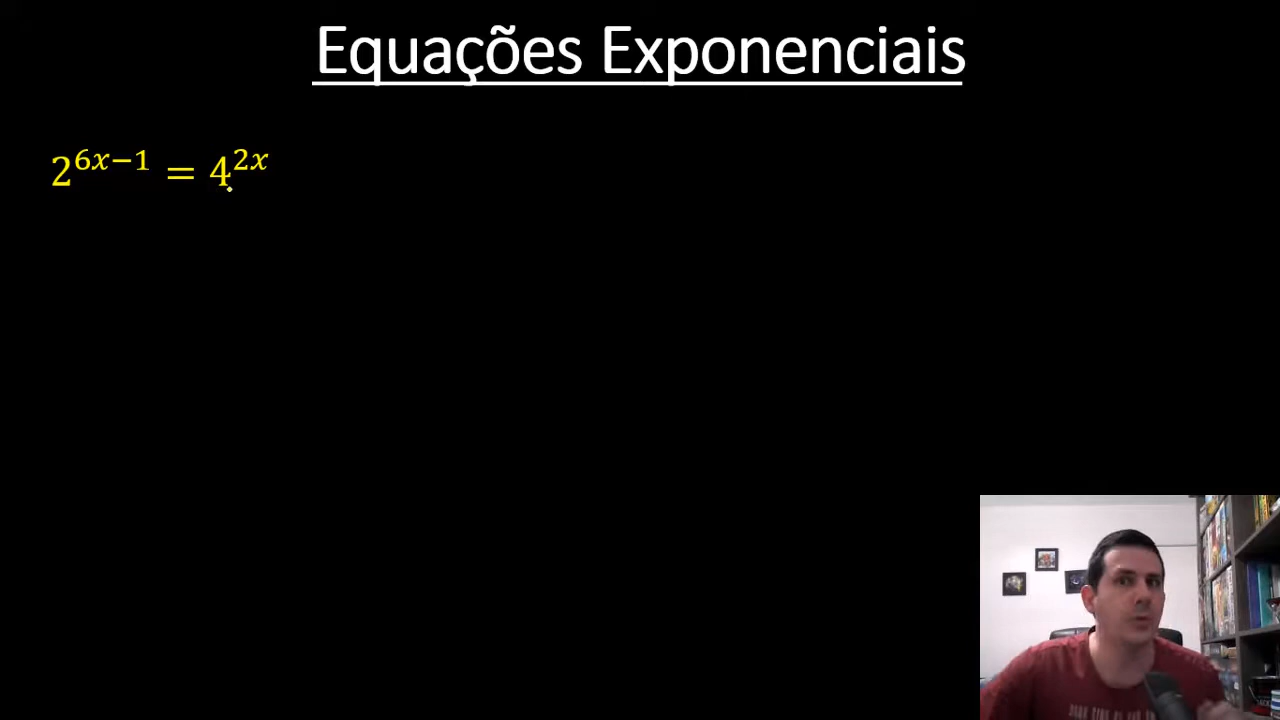 Equações Exponenciais
2^{6x−1} = 4^{2x}